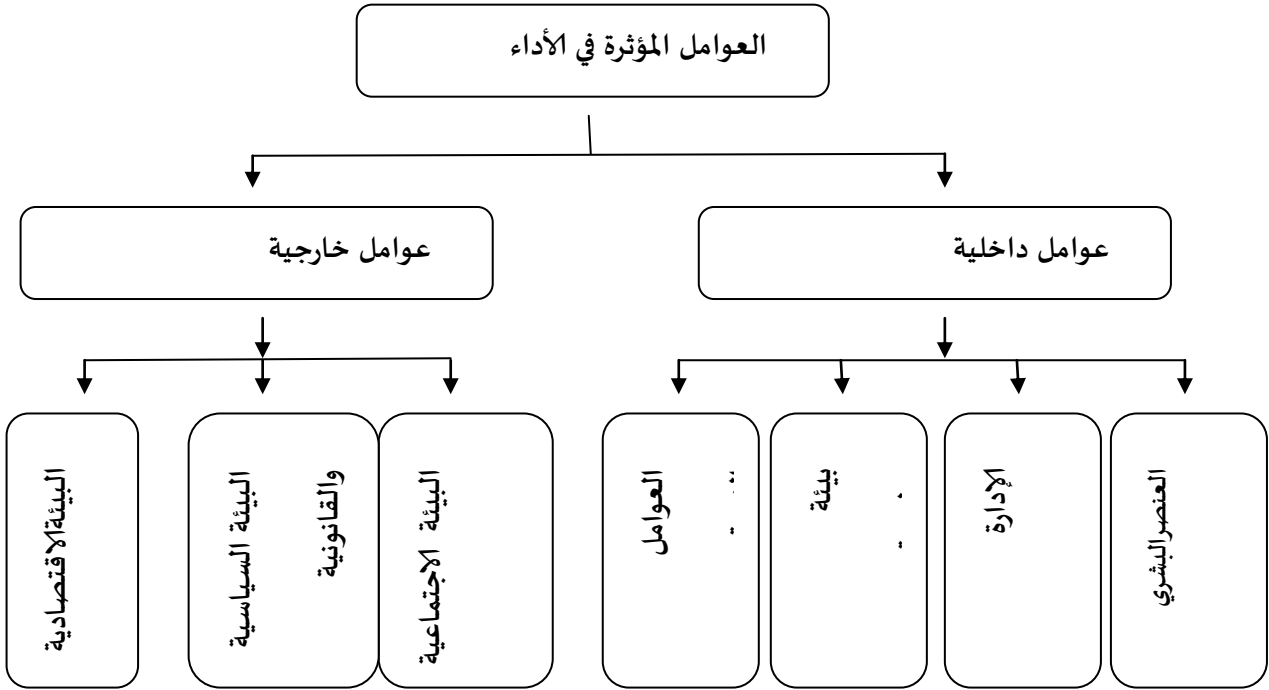 العوامل المؤثرة في الأداء
عوامل داخلية
عوامل خارجية
العنصرالبشري
الإدارة
بيئة
العوامل
البيئة الاجتماعية
البيئة السياسية
والقانونية
البيئةالاقتصادية